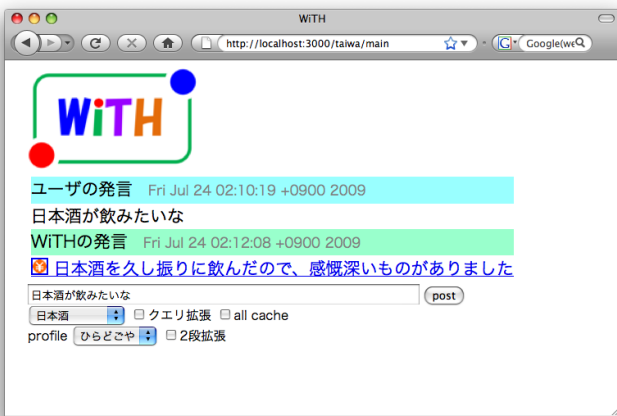 WiTH
http://localhost:3000/taiwa/main
Google(we
WiTH
ユーザの発言 Fri Jul 24 02:10:19 +0900 2009
日本酒が飲みたいな
WiTHの発言 Fri Jul 24 02:12:08 +0900 2009
日本酒を久し振りに飲んだので、感慨深いものがありました
日本酒が飲みたいな post
日本酒 クエリ拡張 all cache
profile ひらどごや 2段拡張